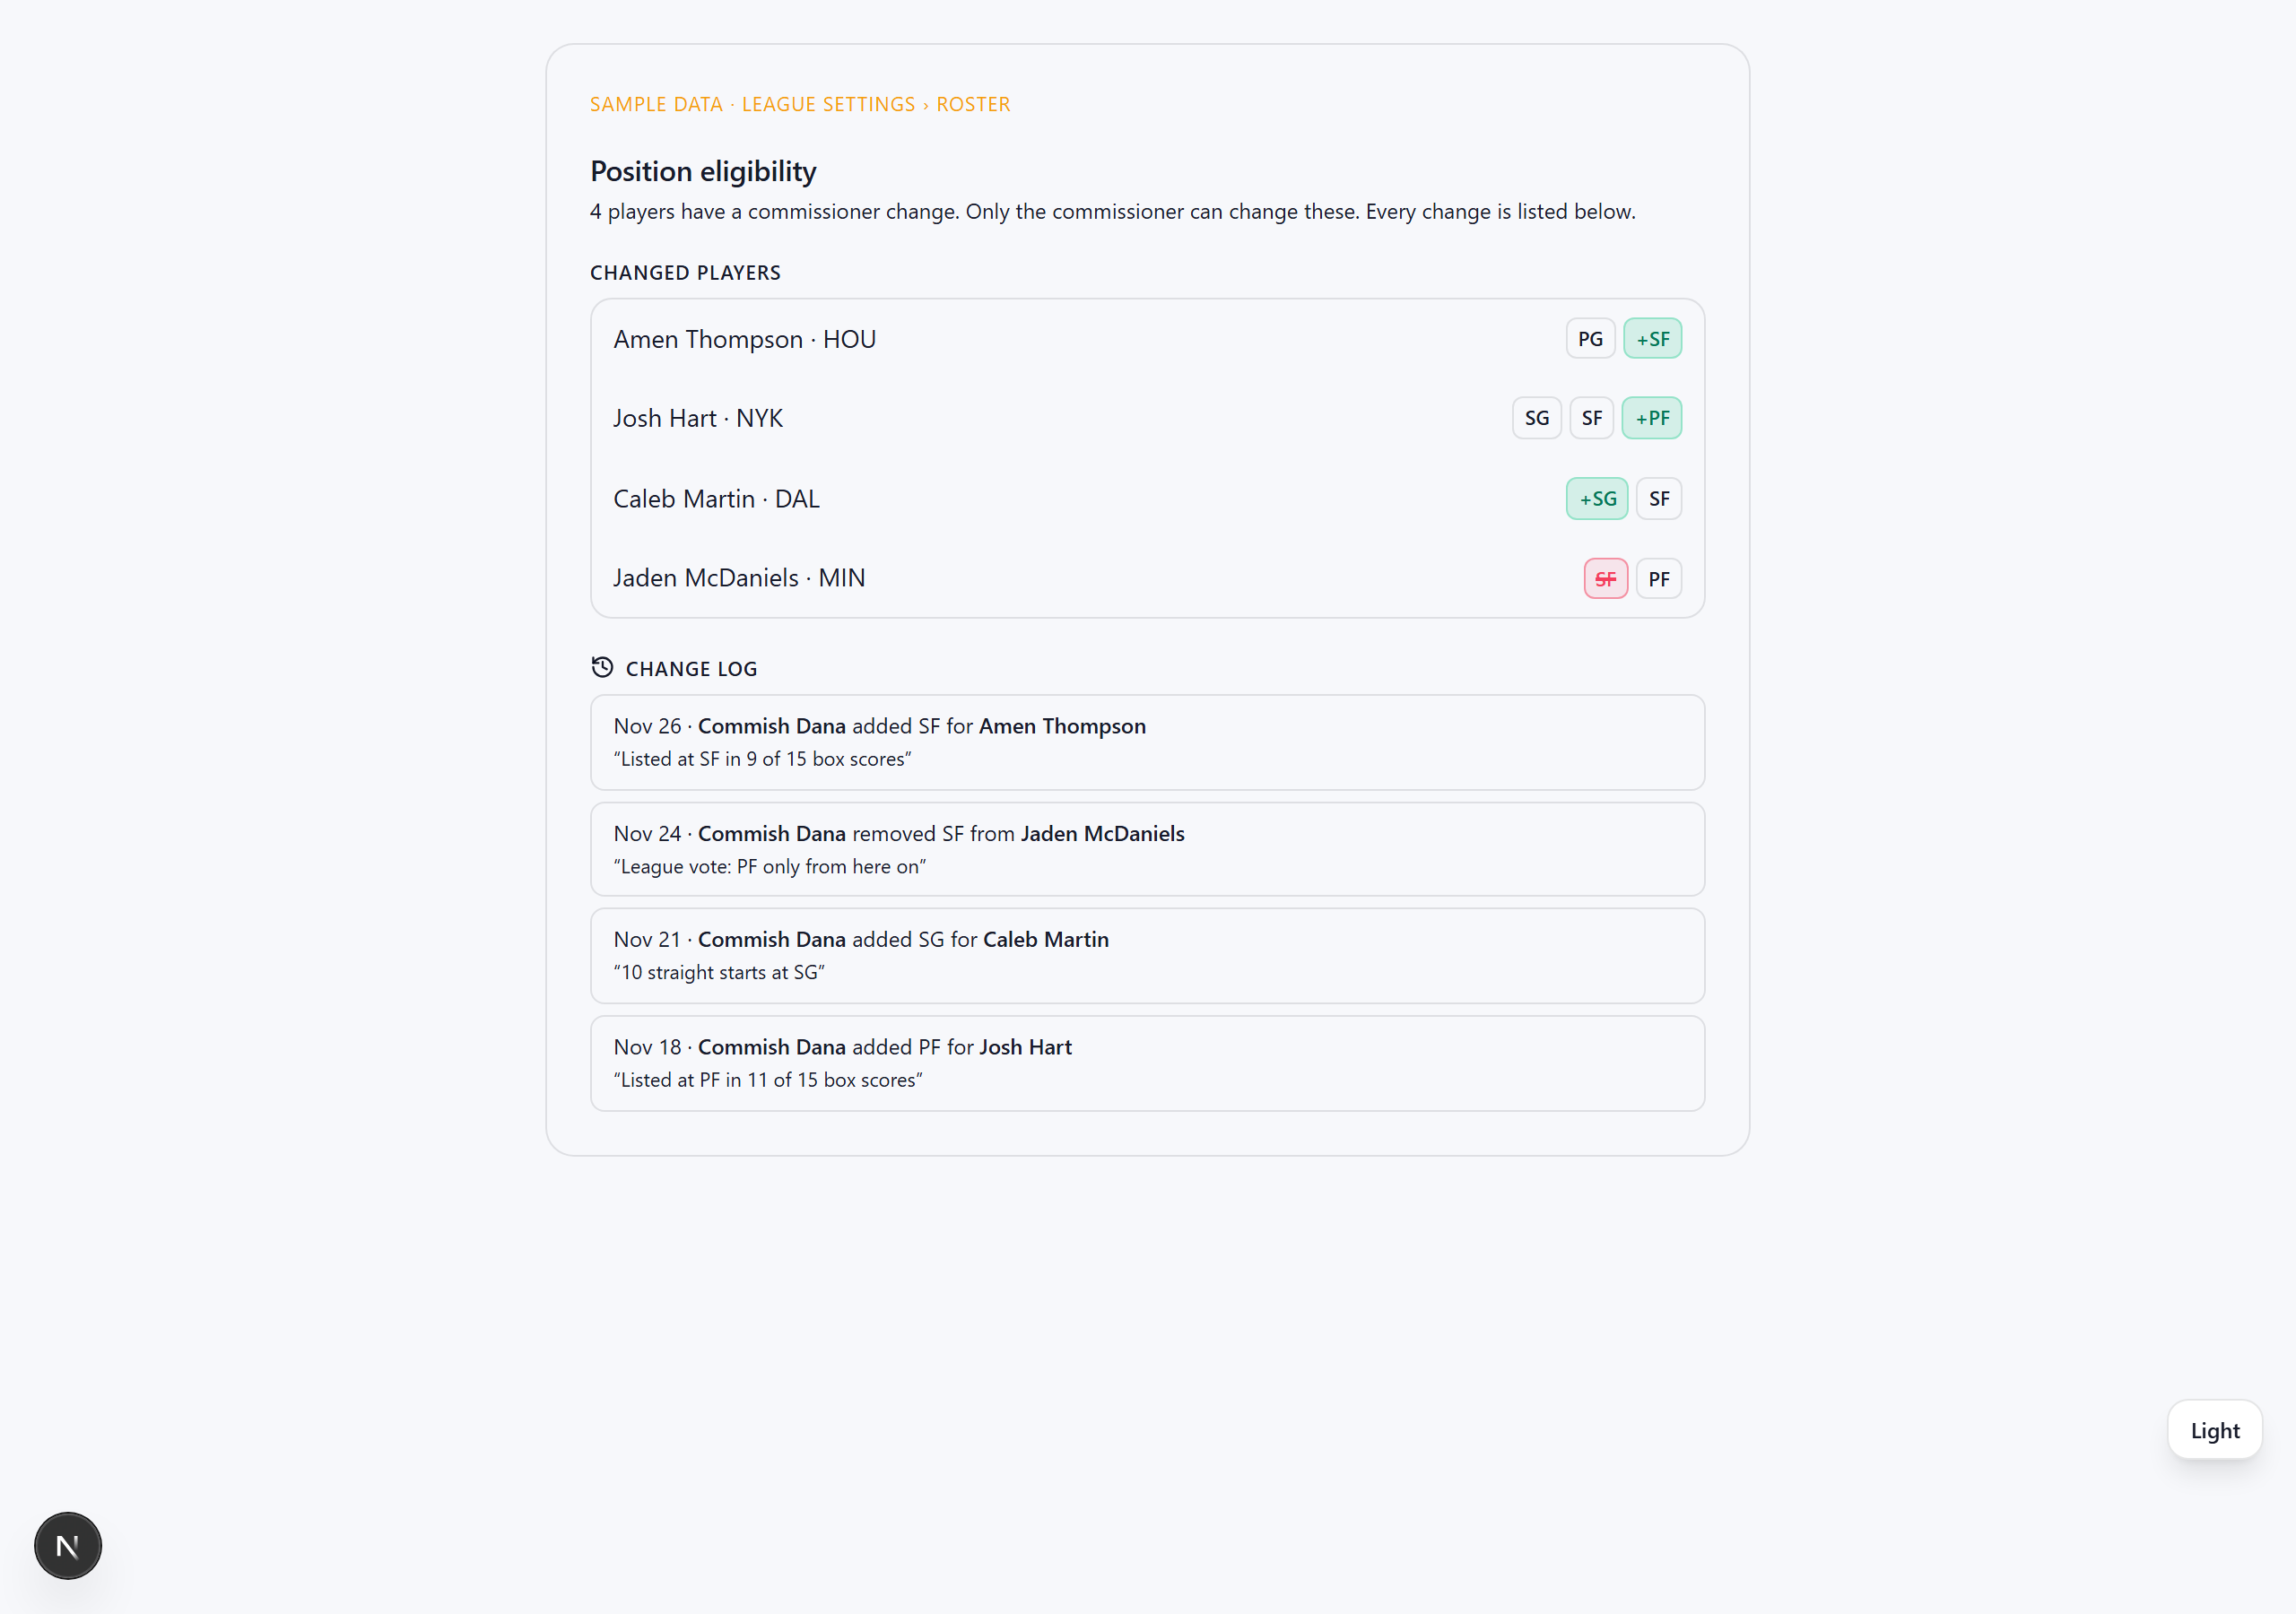 SAMPLE DATA · LEAGUE SETTINGS › ROSTER
Position eligibility
4 players have a commissioner change. Only the commissioner can change these. Every change is listed below.
CHANGED PLAYERS
Amen Thompson · HOU PG +SF
Josh Hart · NYK SG SF +PF
Caleb Martin · DAL +SG SF
Jaden McDaniels · MIN SF PF
CHANGE LOG
Nov 26 · Commish Dana added SF for Amen Thompson
“Listed at SF in 9 of 15 box scores”
Nov 24 · Commish Dana removed SF from Jaden McDaniels
“League vote: PF only from here on”
Nov 21 · Commish Dana added SG for Caleb Martin
“10 straight starts at SG”
Nov 18 · Commish Dana added PF for Josh Hart
“Listed at PF in 11 of 15 box scores”
Light
N